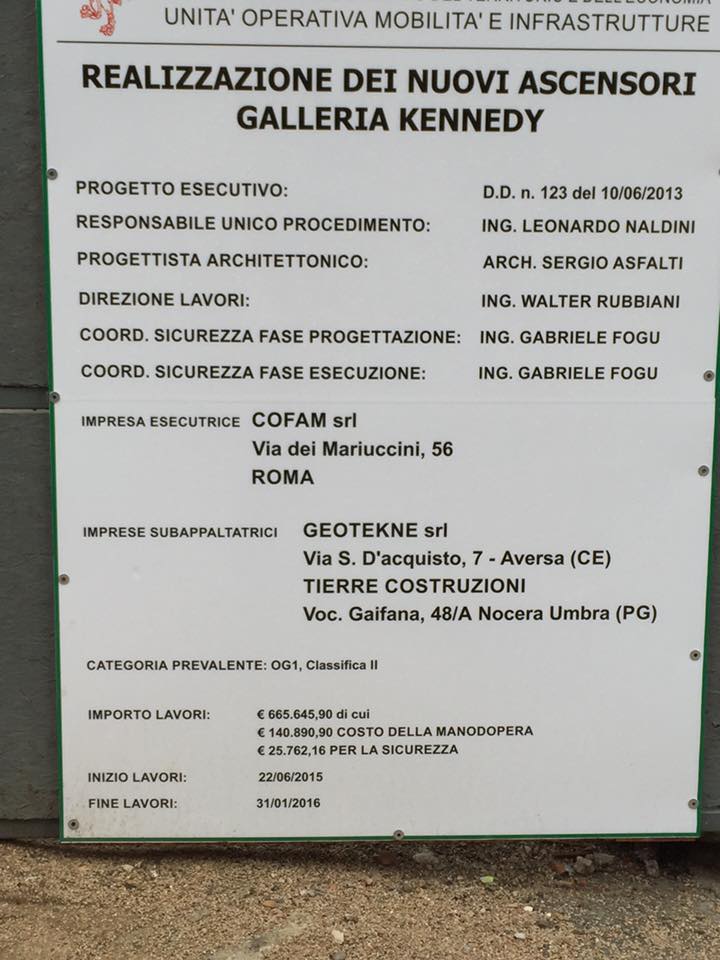 DELL'ECONOMIA
UNITA' OPERATIVA MOBILITA' E INFRASTRUTTURE
REALIZZAZIONE DEI NUOVI ASCENSORI
GALLERIA KENNEDY
PROGETTO ESECUTIVO: D.D. n. 123 del 10/06/2013
RESPONSABILE UNICO PROCEDIMENTO: ING. LEONARDO NALDINI
PROGETTISTA ARCHITETTONICO: ARCH. SERGIO ASFALTI
DIREZIONE LAVORI: ING. WALTER RUBBIANI
COORD. SICUREZZA FASE PROGETTAZIONE: ING. GABRIELE FOGU
COORD. SICUREZZA FASE ESECUZIONE: ING. GABRIELE FOGU
IMPRESA ESECUTRICE COFAM srl
Via dei Mariuccini, 56
ROMA
IMPRESE SUBAPPALTATRICI GEOTEKNE srl
Via S. D'acquisto, 7 - Aversa (CE)
TIERRE COSTRUZIONI
Voc. Gaifana, 48/A Nocera Umbra (PG)
CATEGORIA PREVALENTE: OG1, Classifica II
IMPORTO LAVORI: € 665.645,90 di cui
€ 140.890,90 COSTO DELLA MANODOPERA
€ 25.762,16 PER LA SICUREZZA
INIZIO LAVORI: 22/06/2015
FINE LAVORI: 31/01/2016